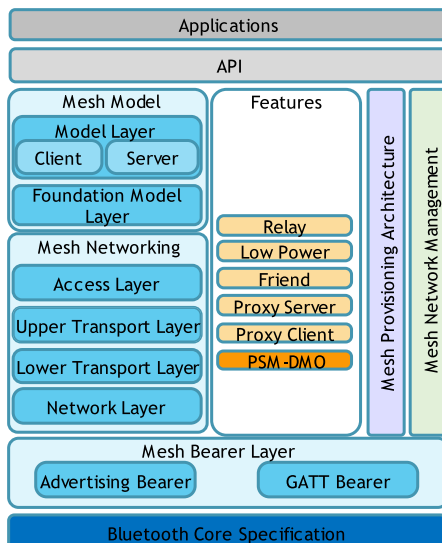 Applications
API
Mesh Model
Model Layer
Client
Server
Foundation Model
Layer
Mesh Networking
Access Layer
Upper Transport Layer
Lower Transport Layer
Network Layer
Features
Relay
Low Power
Friend
Proxy Server
Proxy Client
PSM-DMO
Mesh Provisioning Architecture
Mesh Network Management
Mesh Bearer Layer
Advertising Bearer
GATT Bearer
Bluetooth Core Specification